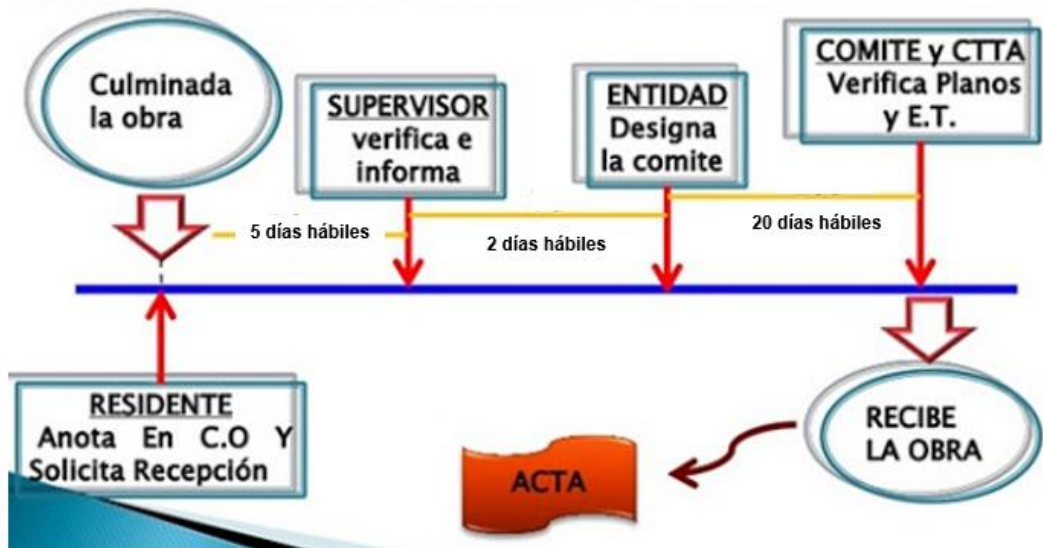 Culminada
la obra
SUPERVISOR
verifica e
informa
ENTIDAD
Designa
la comite
COMITE y CTTA
Verifica Planos
y E.T.
5 días hábiles
2 días hábiles
20 días hábiles
RESIDENTE
Anota En C.O Y
Solicita Recepción
ACTA
RECIBE
LA OBRA